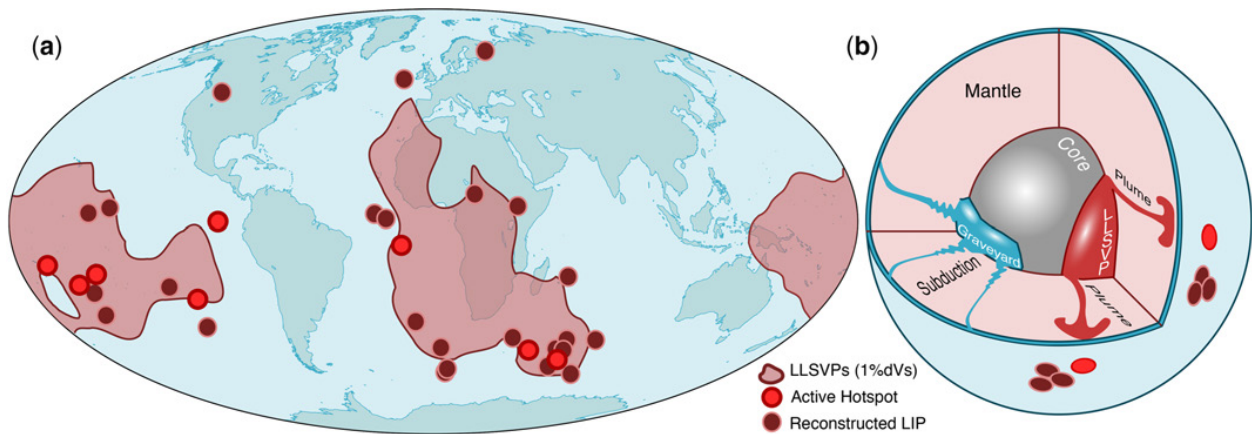 (a)
LLSVPs (1%dVs)
Active Hotspot
Reconstructed LIP
(b)
Mantle
Core
Plume
LLSVP
Graveyard
Subduction
Plume